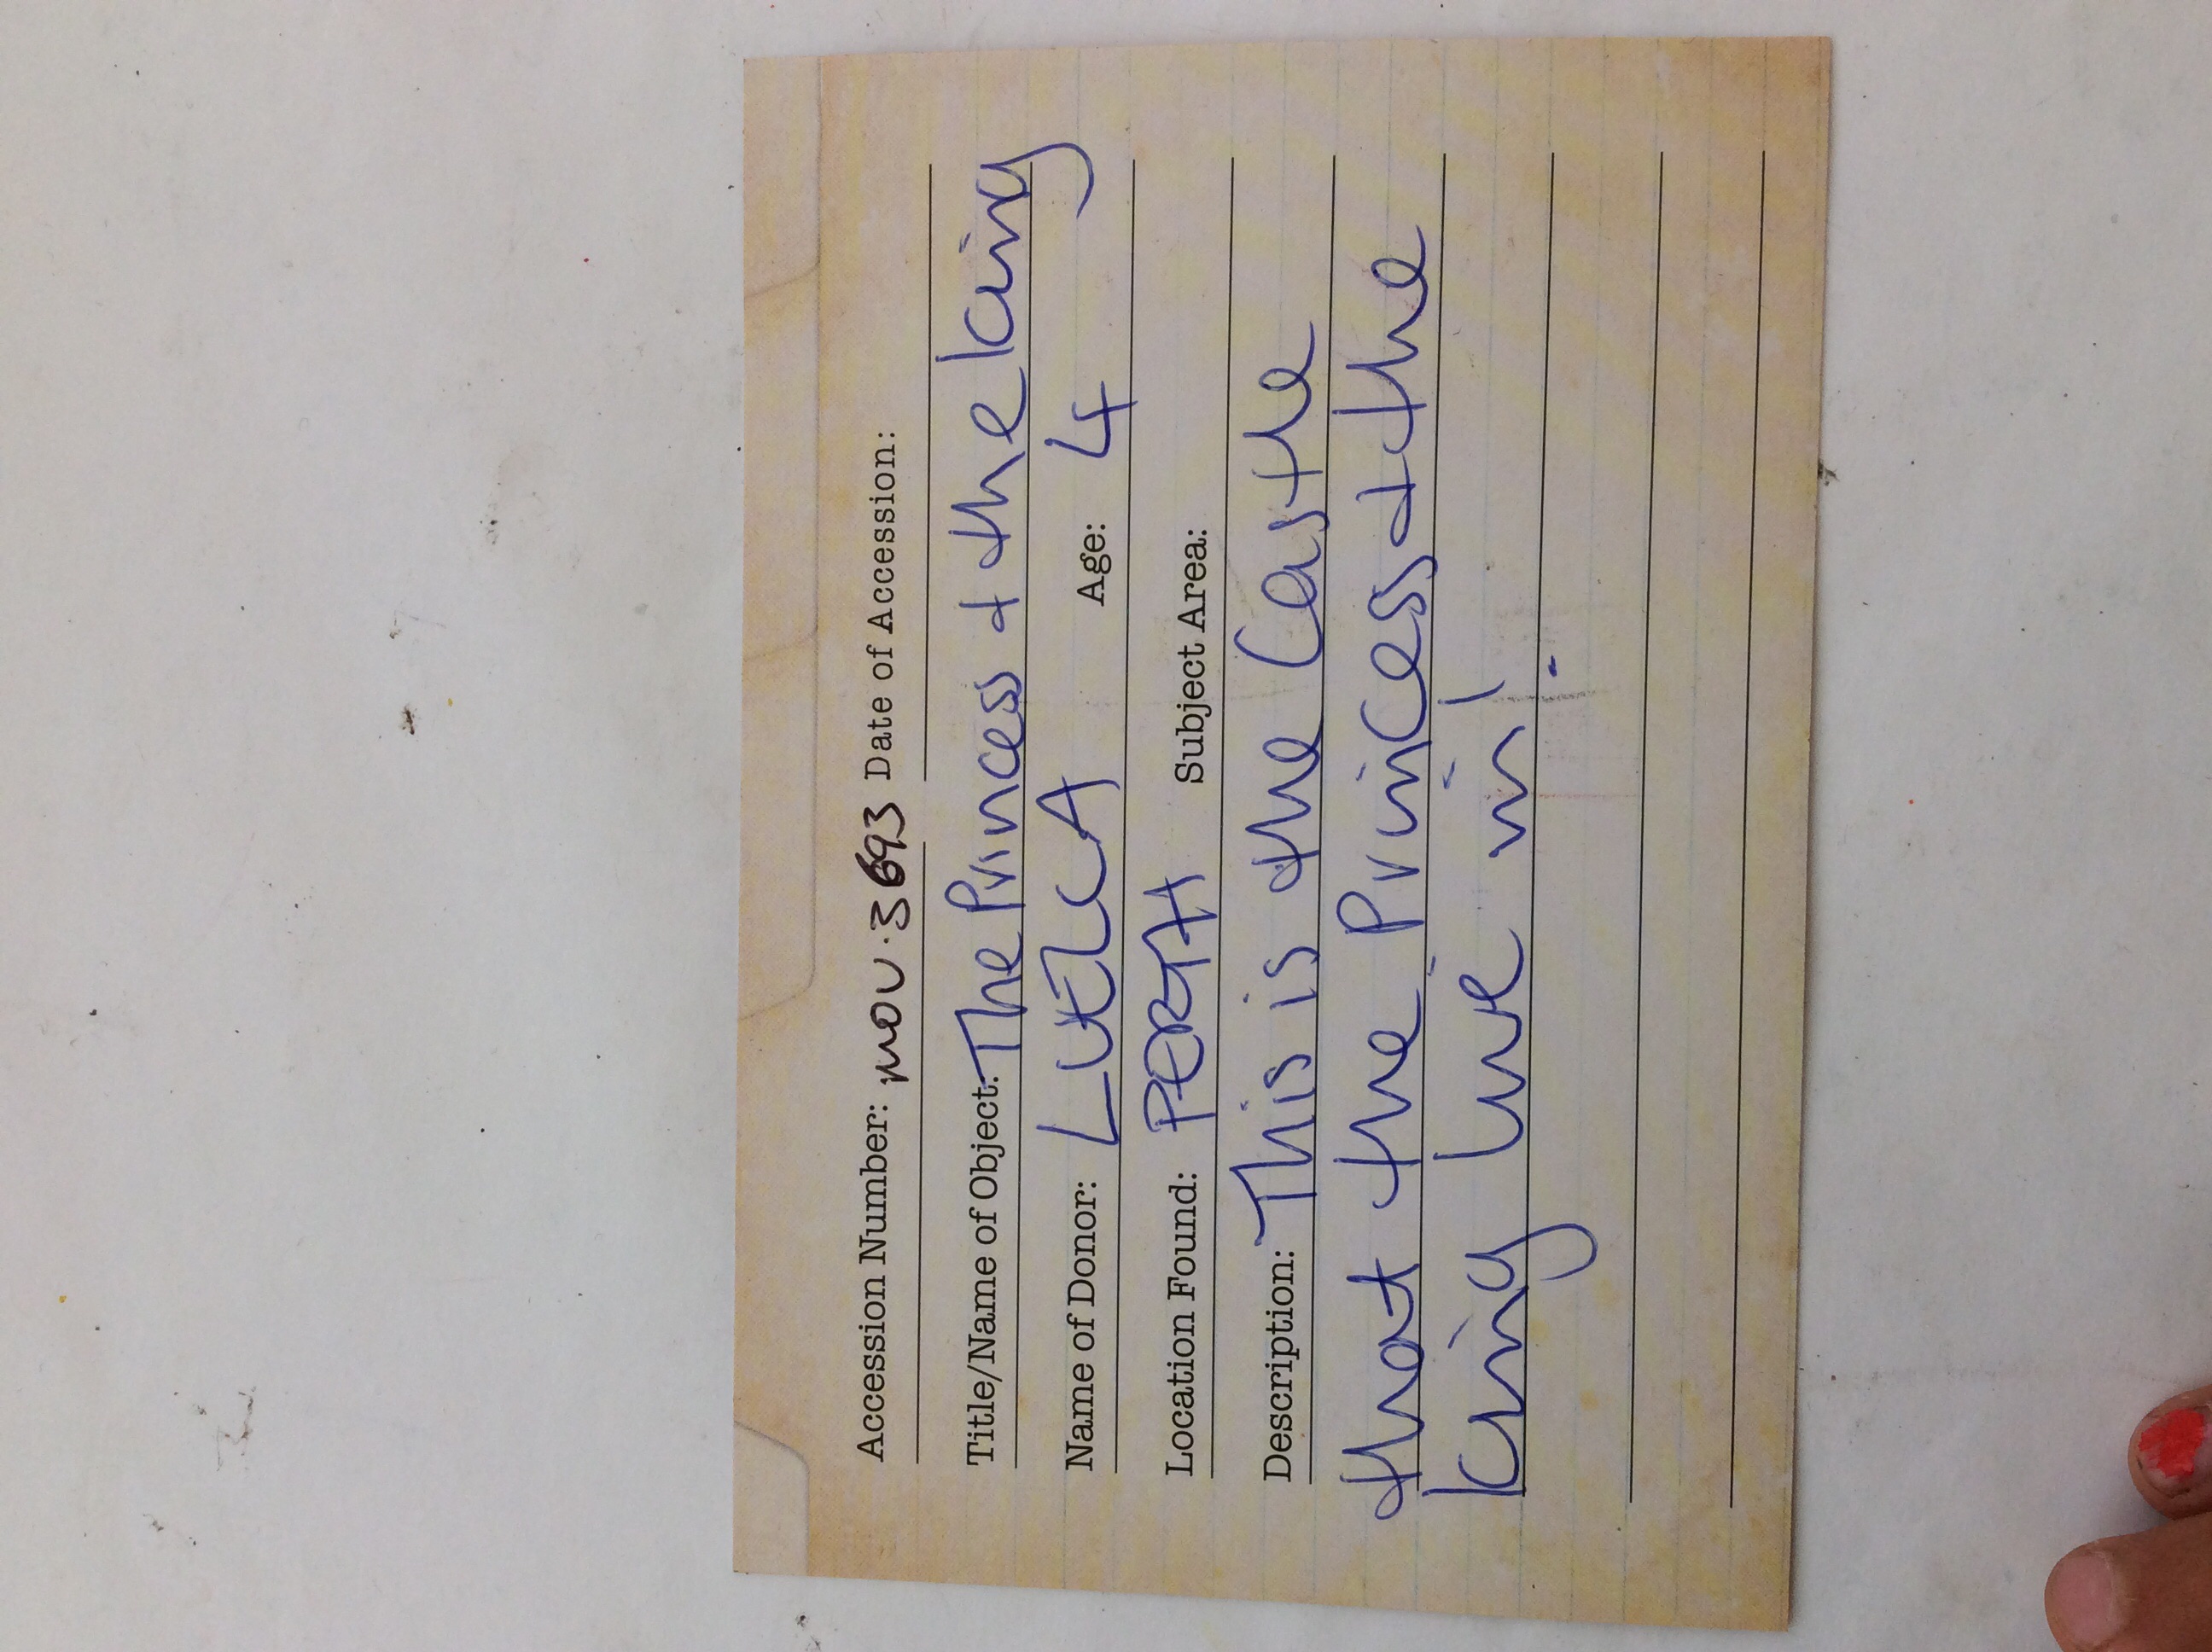 Accession Number: MOU.3693 Date of Accession:
Title/Name of Object: The Princess & the King
Name of Donor: LUELLA Age: 4
Location Found: PERTH Subject Area:
Description: This is the Castle
that the Princess & the
King live in!